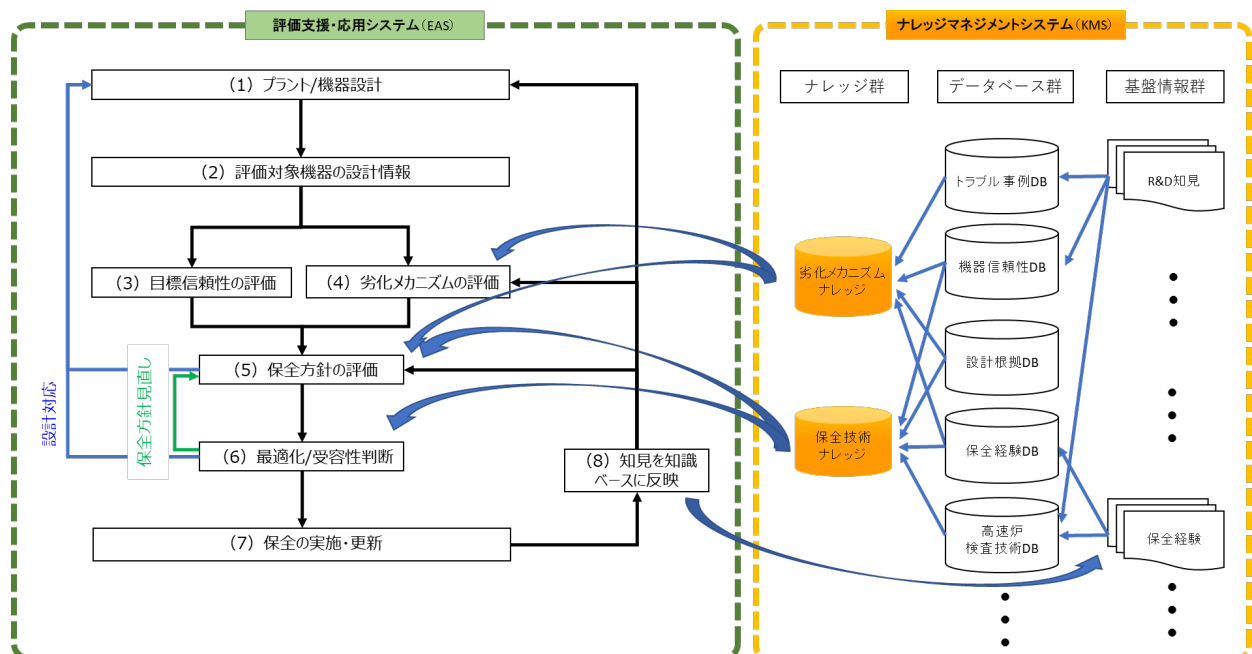 評価支援・応用システム（EAS）
（1）プラント/機器設計
（2）評価対象機器の設計情報
（3）目標信頼性の評価
（4）劣化メカニズムの評価
（5）保全方針の評価
（6）最適化/受容性判断
（7）保全の実施・更新
（8）知見を知識
ベースに反映
設計対応
保全方針見直し
ナレッジマネジメントシステム（KMS）
ナレッジ群
データベース群
基盤情報群
劣化メカニズム
ナレッジ
保全技術
ナレッジ
トラブル事例DB
機器信頼性DB
設計根拠DB
保全経験DB
高速炉
検査技術DB
R&D知見
保全経験